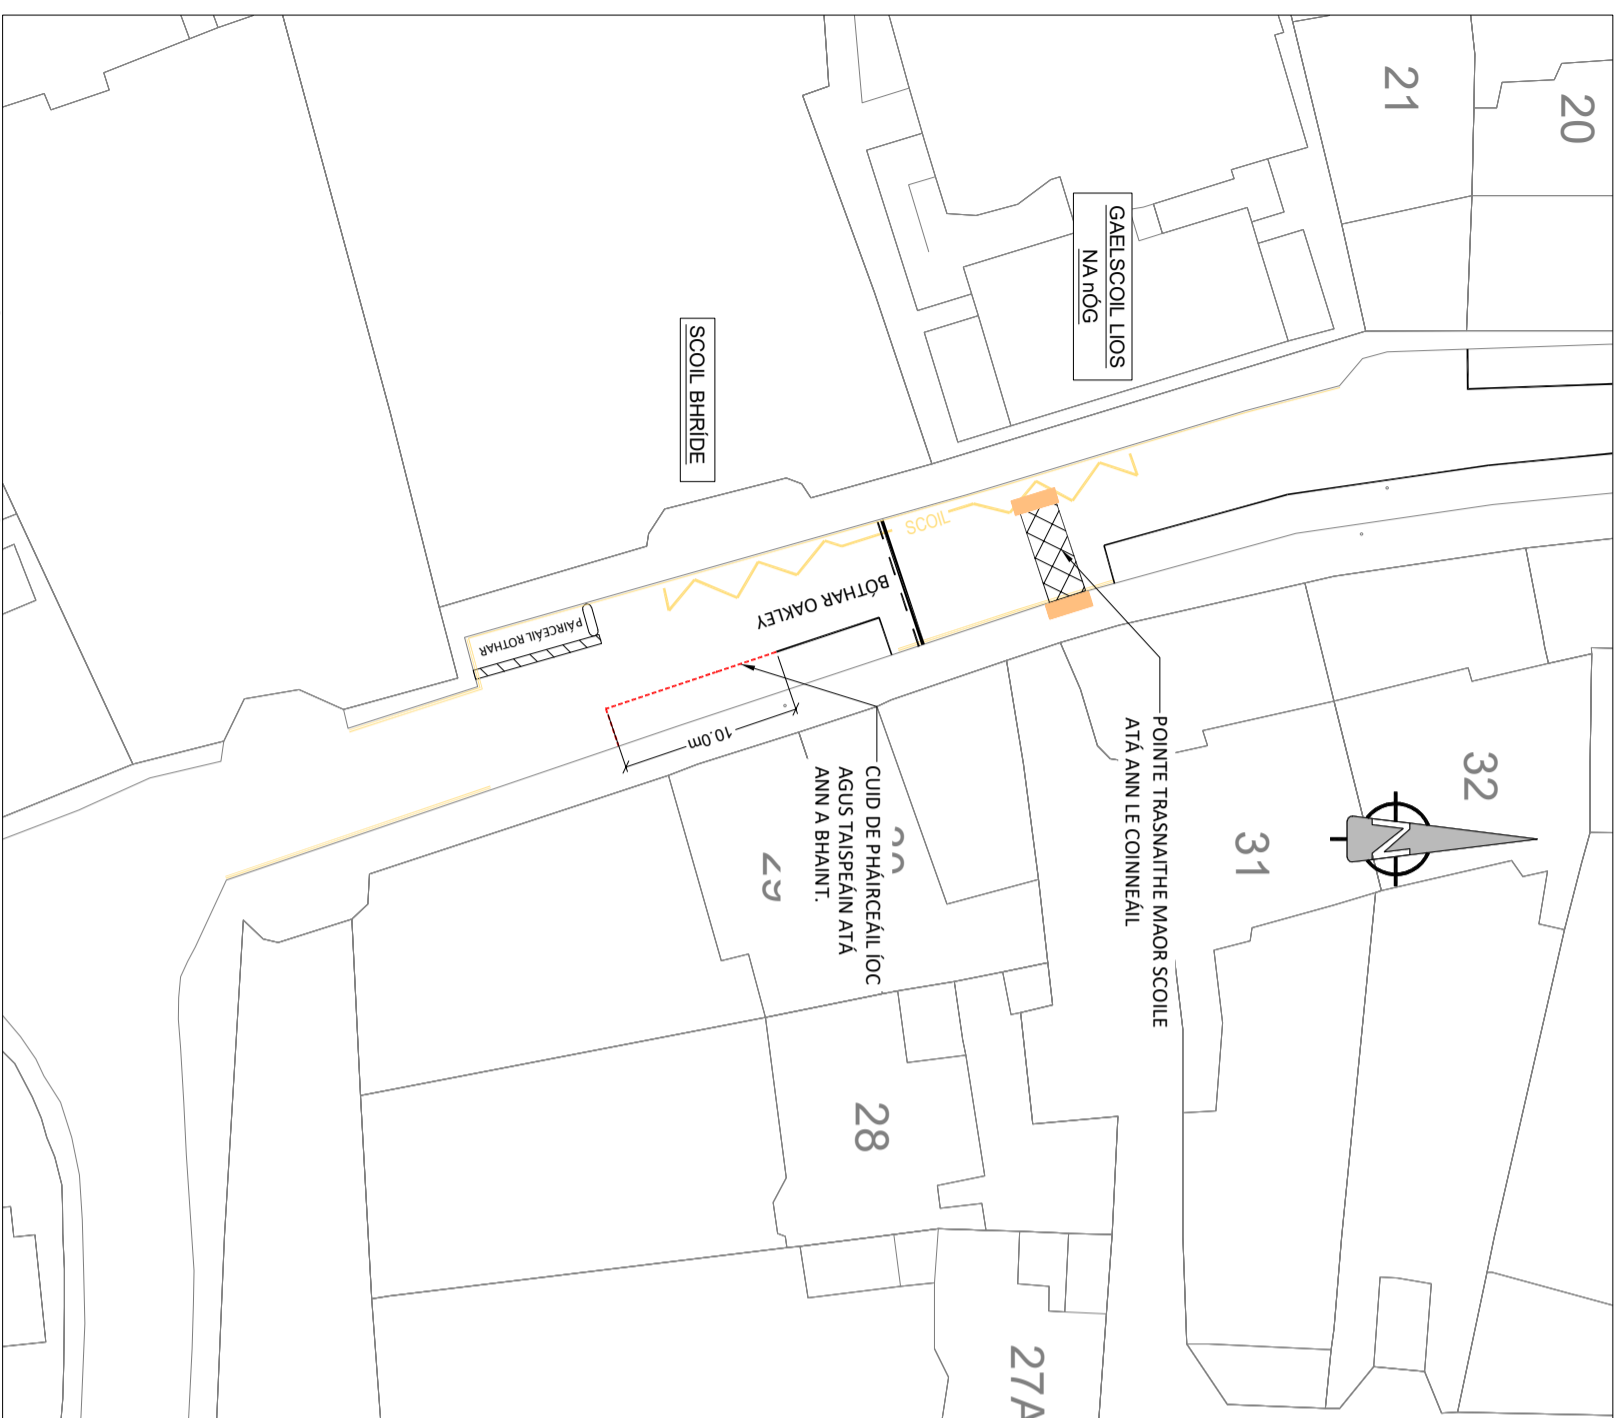 20
21
GAELSCOIL LIOS
NA nÓG
SCOIL BHRÍDE
SCOIL
BÓTHAR OAKLEY
PÁIRCEÁIL ROTHAR
10.0m
POINTE TRASNAITHE MAOR SCOILE
ATÁ ANN LE COINNEÁIL
CUID DE PHÁIRCEÁIL ÍOC
AGUS TAISPEÁIN ATÁ
ANN A BHAINT.
32
N
31
29
28
27A